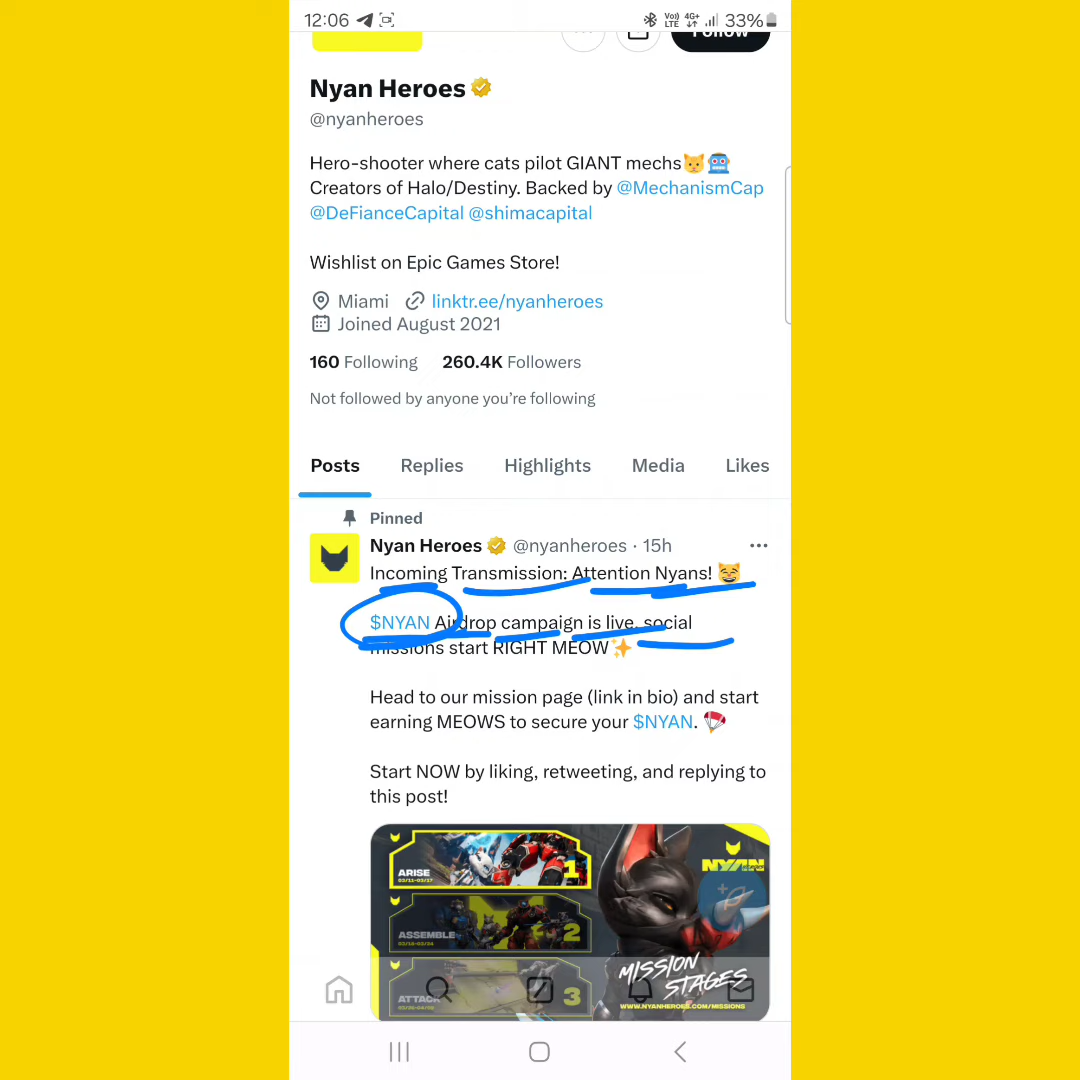 12:06 Vo)) LTE 4G+ 33%
Follow
Nyan Heroes
@nyanheroes
Hero-shooter where cats pilot GIANT mechs🐱🤖
Creators of Halo/Destiny. Backed by @MechanismCap
@DeFianceCapital @shimacapital
Wishlist on Epic Games Store!
Miami linktr.ee/nyanheroes
Joined August 2021
160 Following 260.4K Followers
Not followed by anyone you’re following
Posts Replies Highlights Media Likes
Pinned
Nyan Heroes @nyanheroes · 15h
Incoming Transmission: Attention Nyans! 😸
$NYAN Airdrop campaign is live, social
missions start RIGHT MEOW✨
Head to our mission page (link in bio) and start
earning MEOWS to secure your $NYAN. 🪂
Start NOW by liking, retweeting, and replying to
this post!
NYAN
ARISE 1
03/11-03/17
ASSEMBLE 2
03/18-03/24
ATTACK 3
MISSION
STAGES
WWW.NYANHEROES.COM/MISSIONS